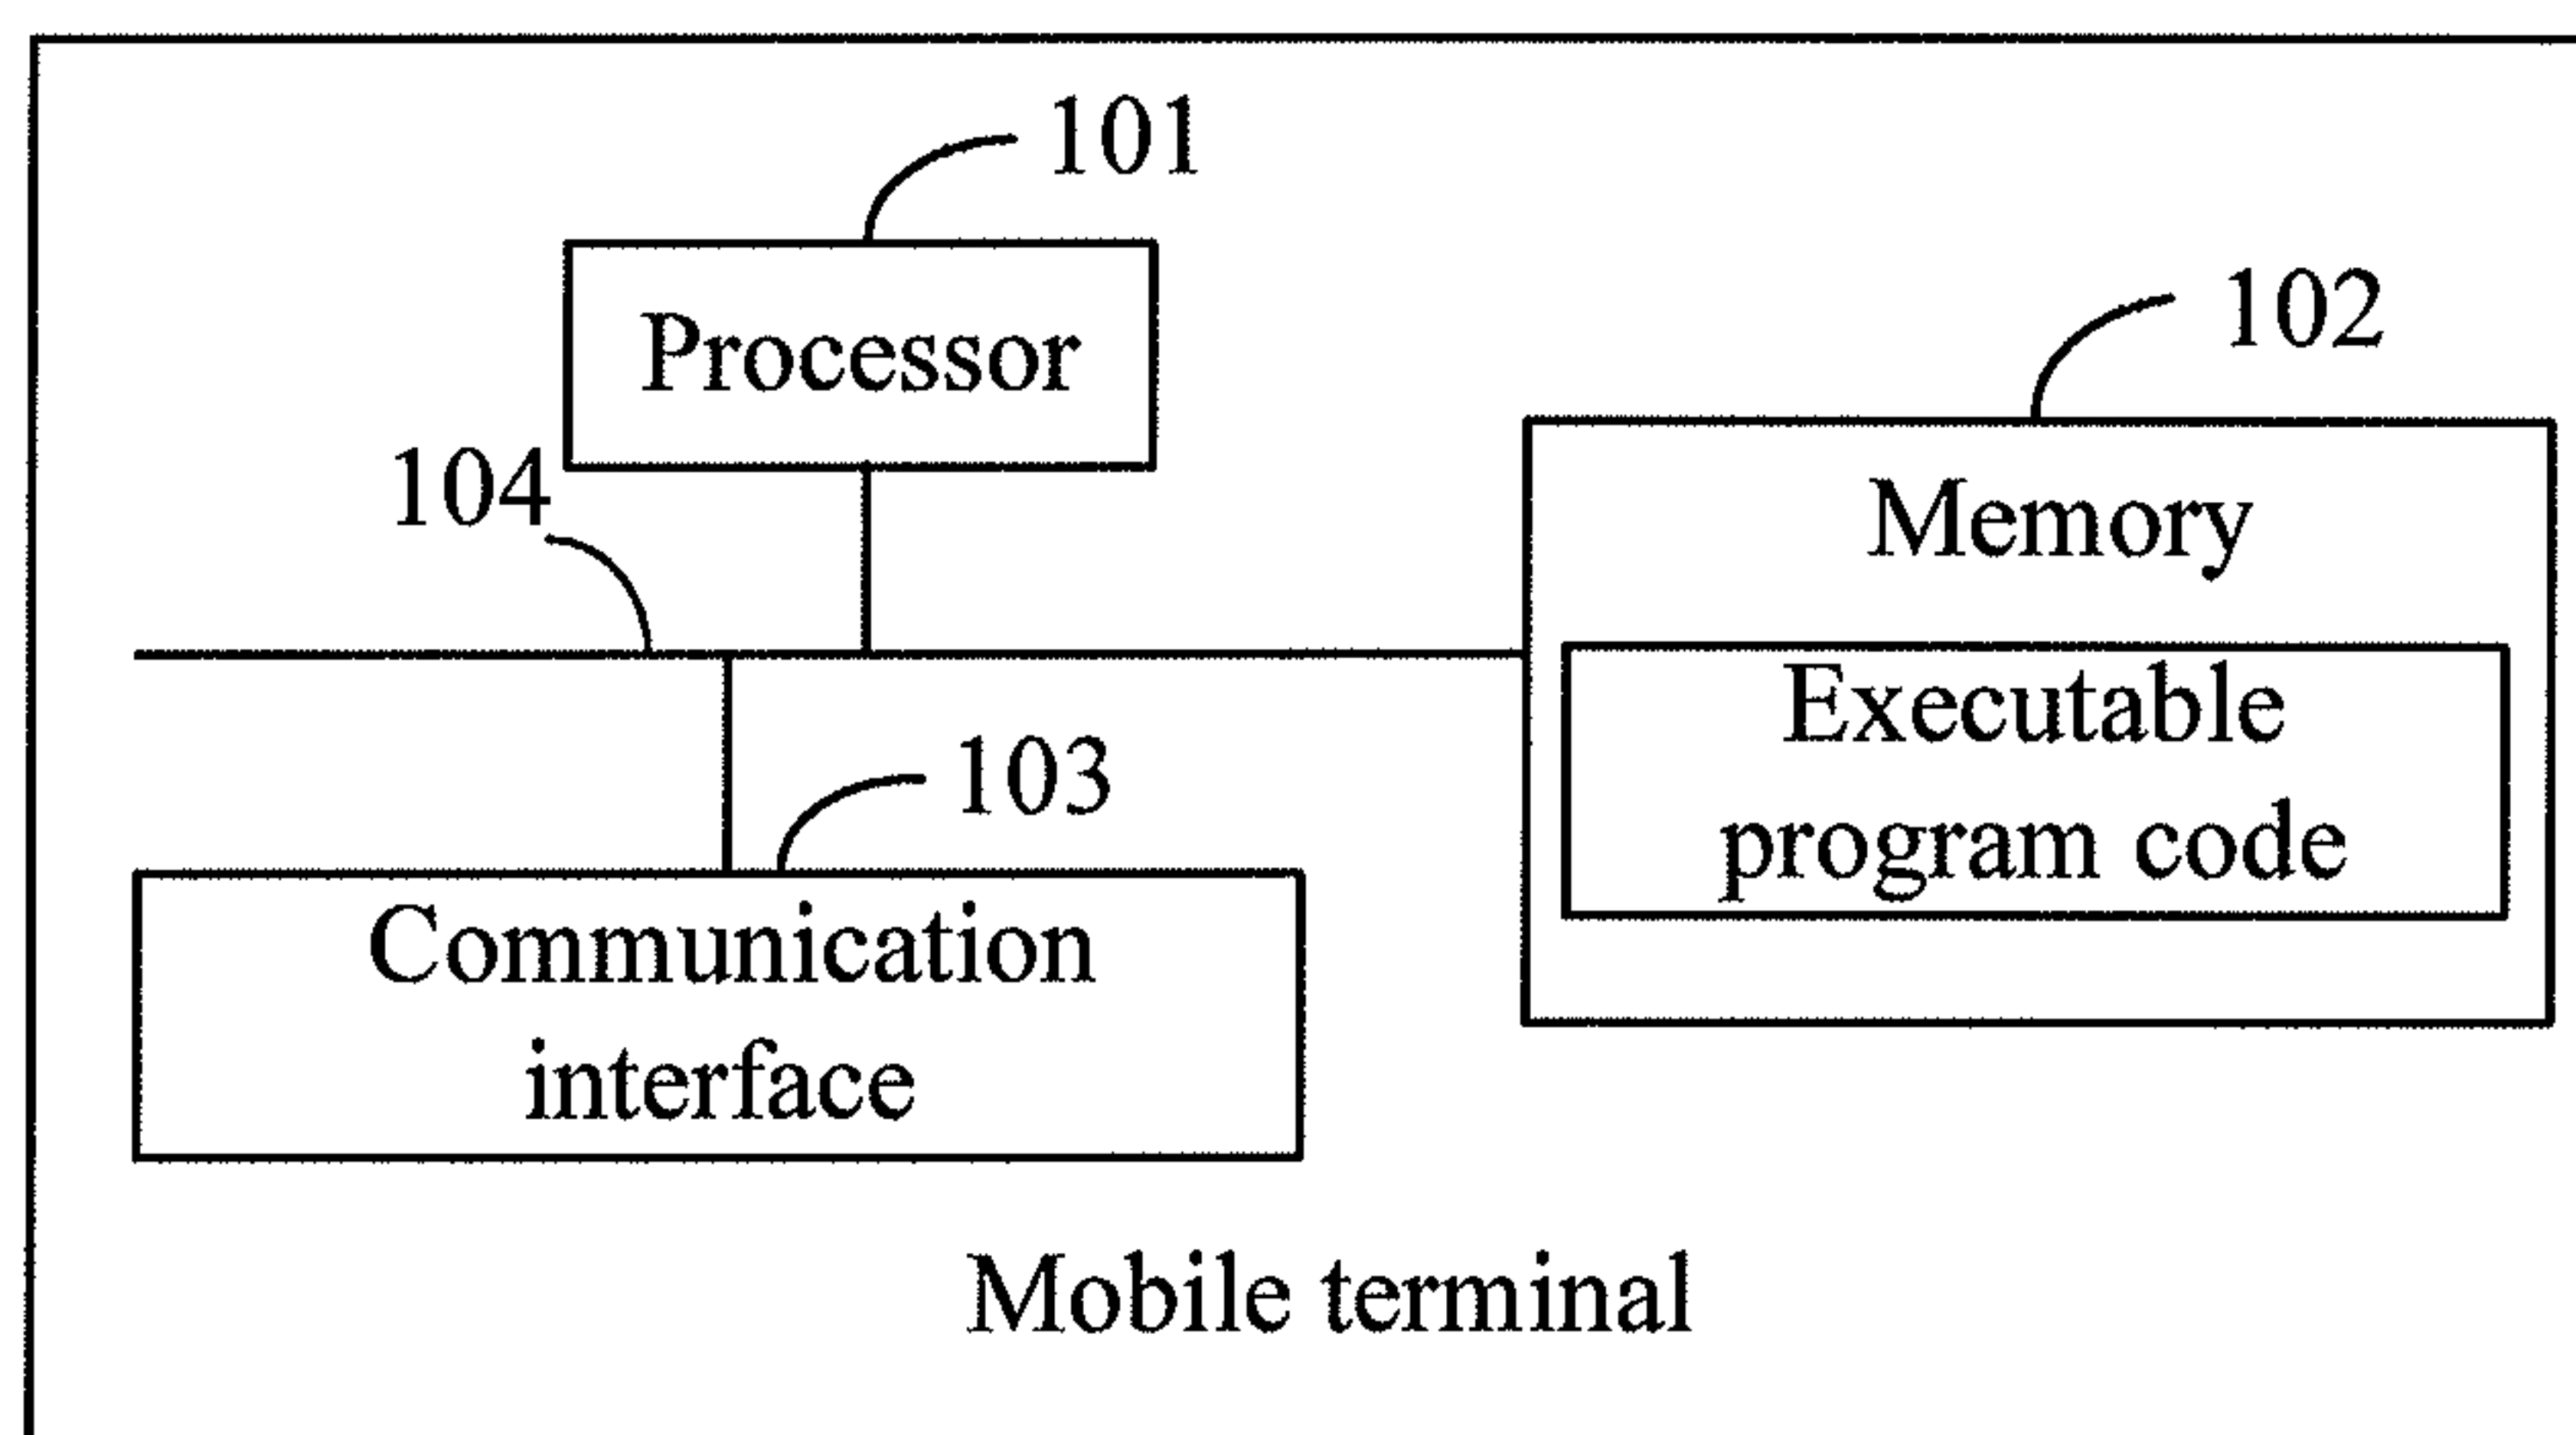 101
Processor
102
104
Memory
Executable
program code
103
Communication
interface
Mobile terminal